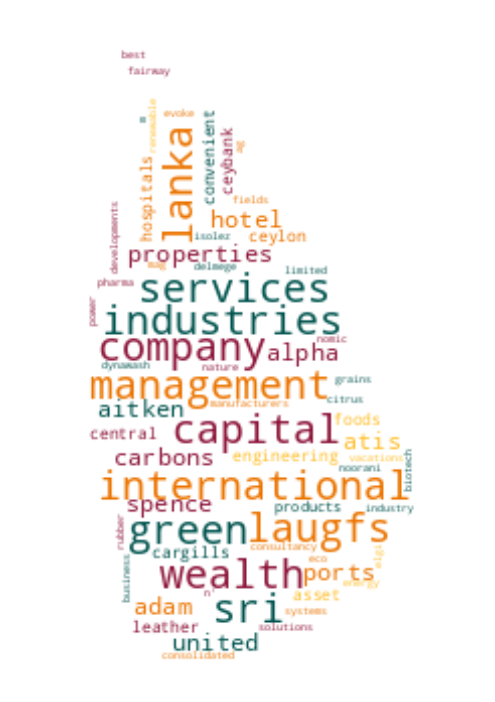 best
fairway
renewable
evoke
lanka
convenient
ceybank
ag
hospitals
fields
hotel
developments
isolez
ceylon
properties
mag
delmege
limited
pharma
services
power
industries
nomic
company
alpha
dynawash
nature
management
grains
citrus
manufacturers
aitken
capital
foods
central
atis
carbons
engineering
vacations
noorani
biotech
international
spence
products
industry
rubber
green
laugfs
cargills
consultancy
eco
elgi
business
wealth
ports
energy
n'
asset
adam
sri
systems
leather
solutions
united
consolidated